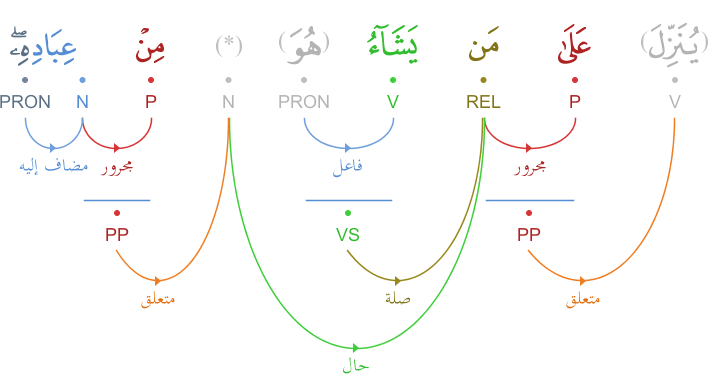 (يُنَزِّلَ) عَلَىٰ مَن يَشَآءُ (هُوَ) (*) مِنْ عِبَادِهِۦۖ
V P REL V PRON N P N PRON
مجرور فاعل مجرور مضاف إليه
PP VS PP
متعلق صلة متعلق
حال